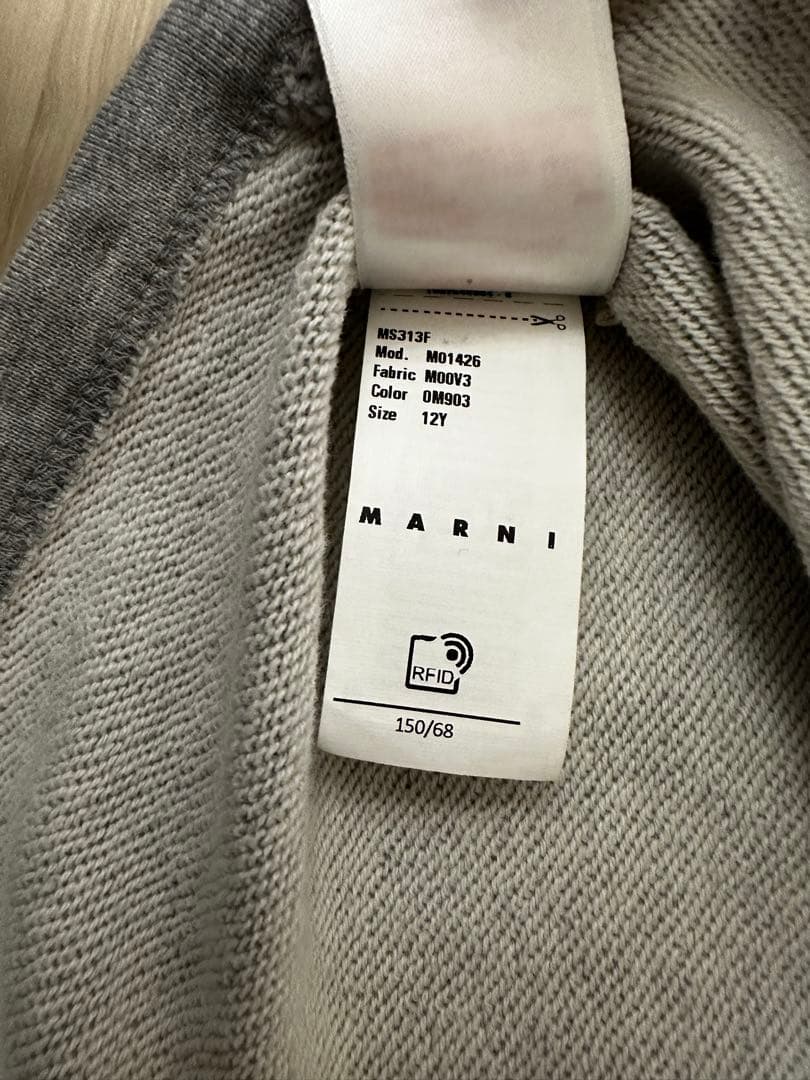 MS313F
Mod. M01426
Fabric M00V3
Color 0M903
Size 12Y
MARNI
RFID
150/68